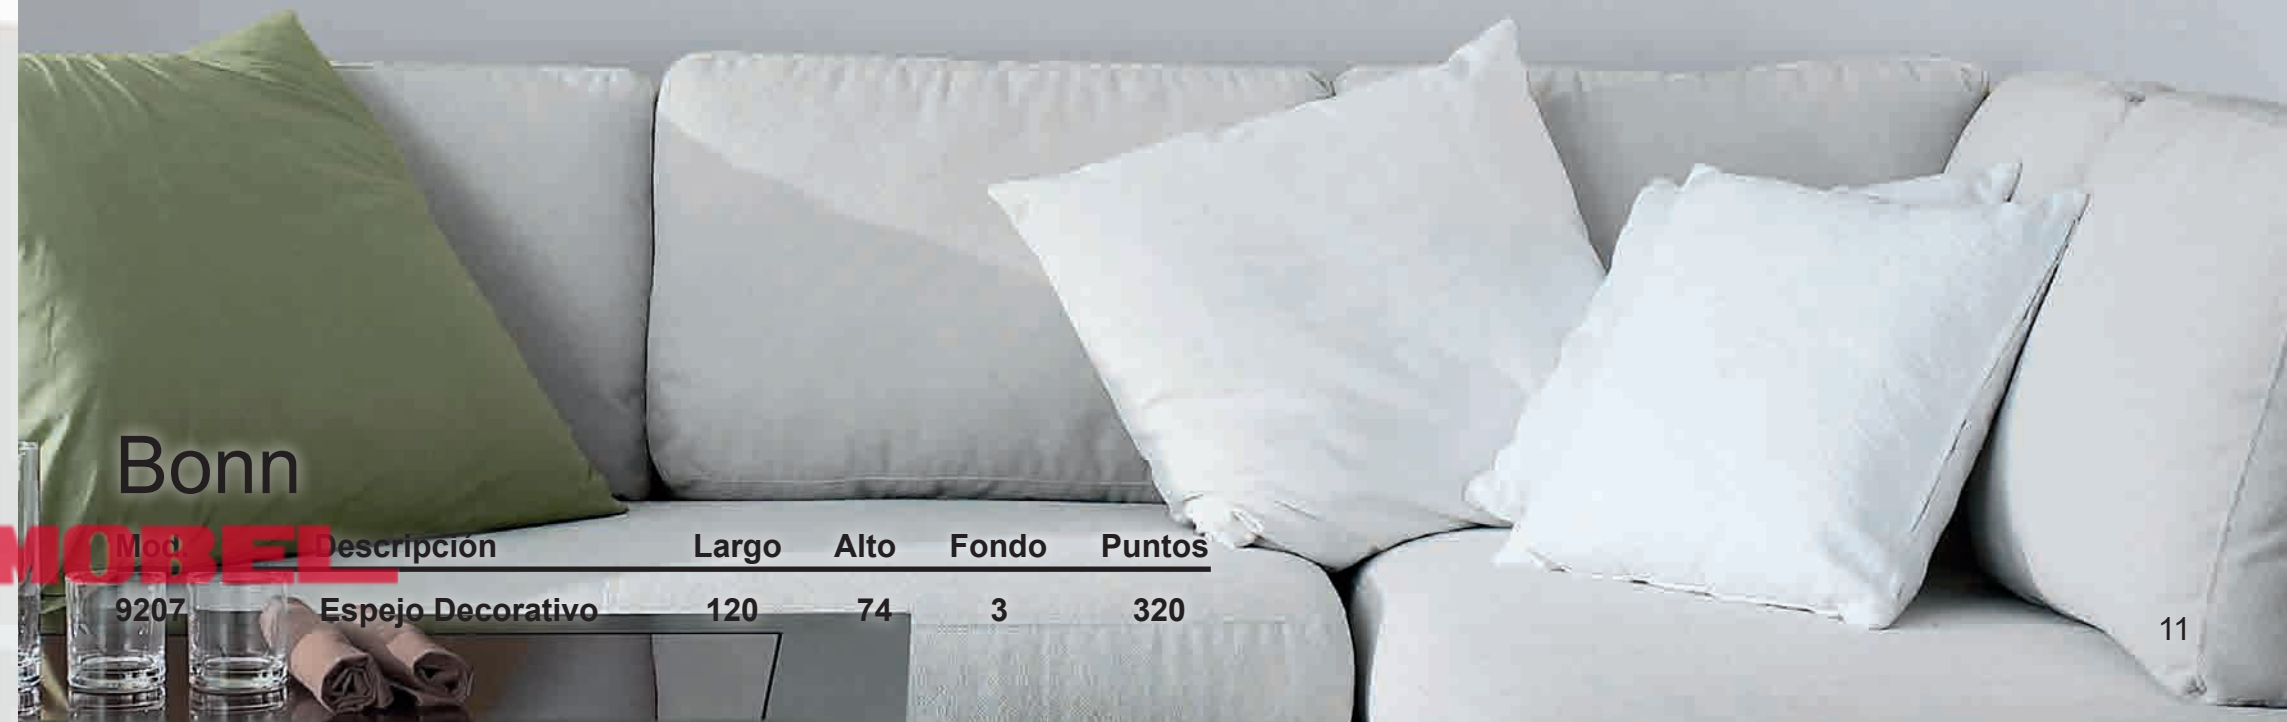 Bonn
MOBEL
Mod. Descripción Largo Alto Fondo Puntos
9207 Espejo Decorativo 120 74 3 320
11